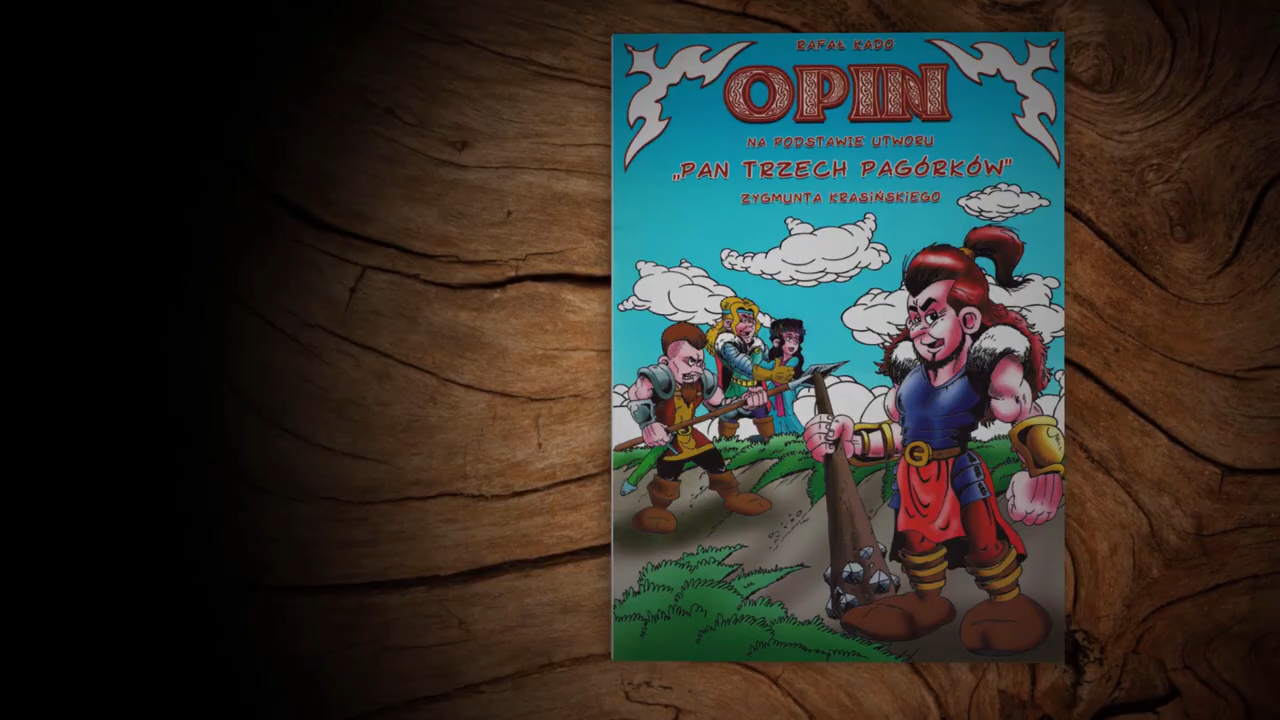 RAFAŁ KADO
OPIN
NA PODSTAWIE UTWORU
„PAN TRZECH PAGÓRKÓW"
ZYGMUNTA KRASIŃSKIEGO